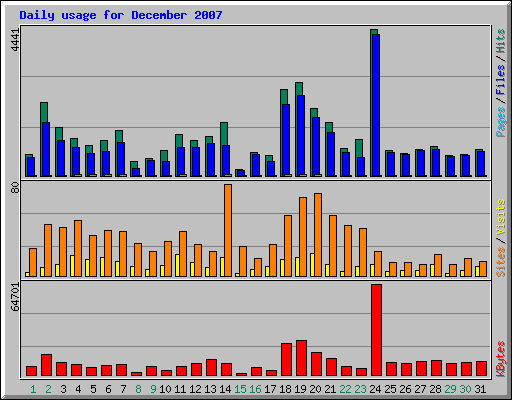 Daily usage for December 2007
4441
Pages / Files / Hits
80
Sites / Visits
64701
KBytes
1 2 3 4 5 6 7 8 9 10 11 12 13 14 15 16 17 18 19 20 21 22 23 24 25 26 27 28 29 30 31